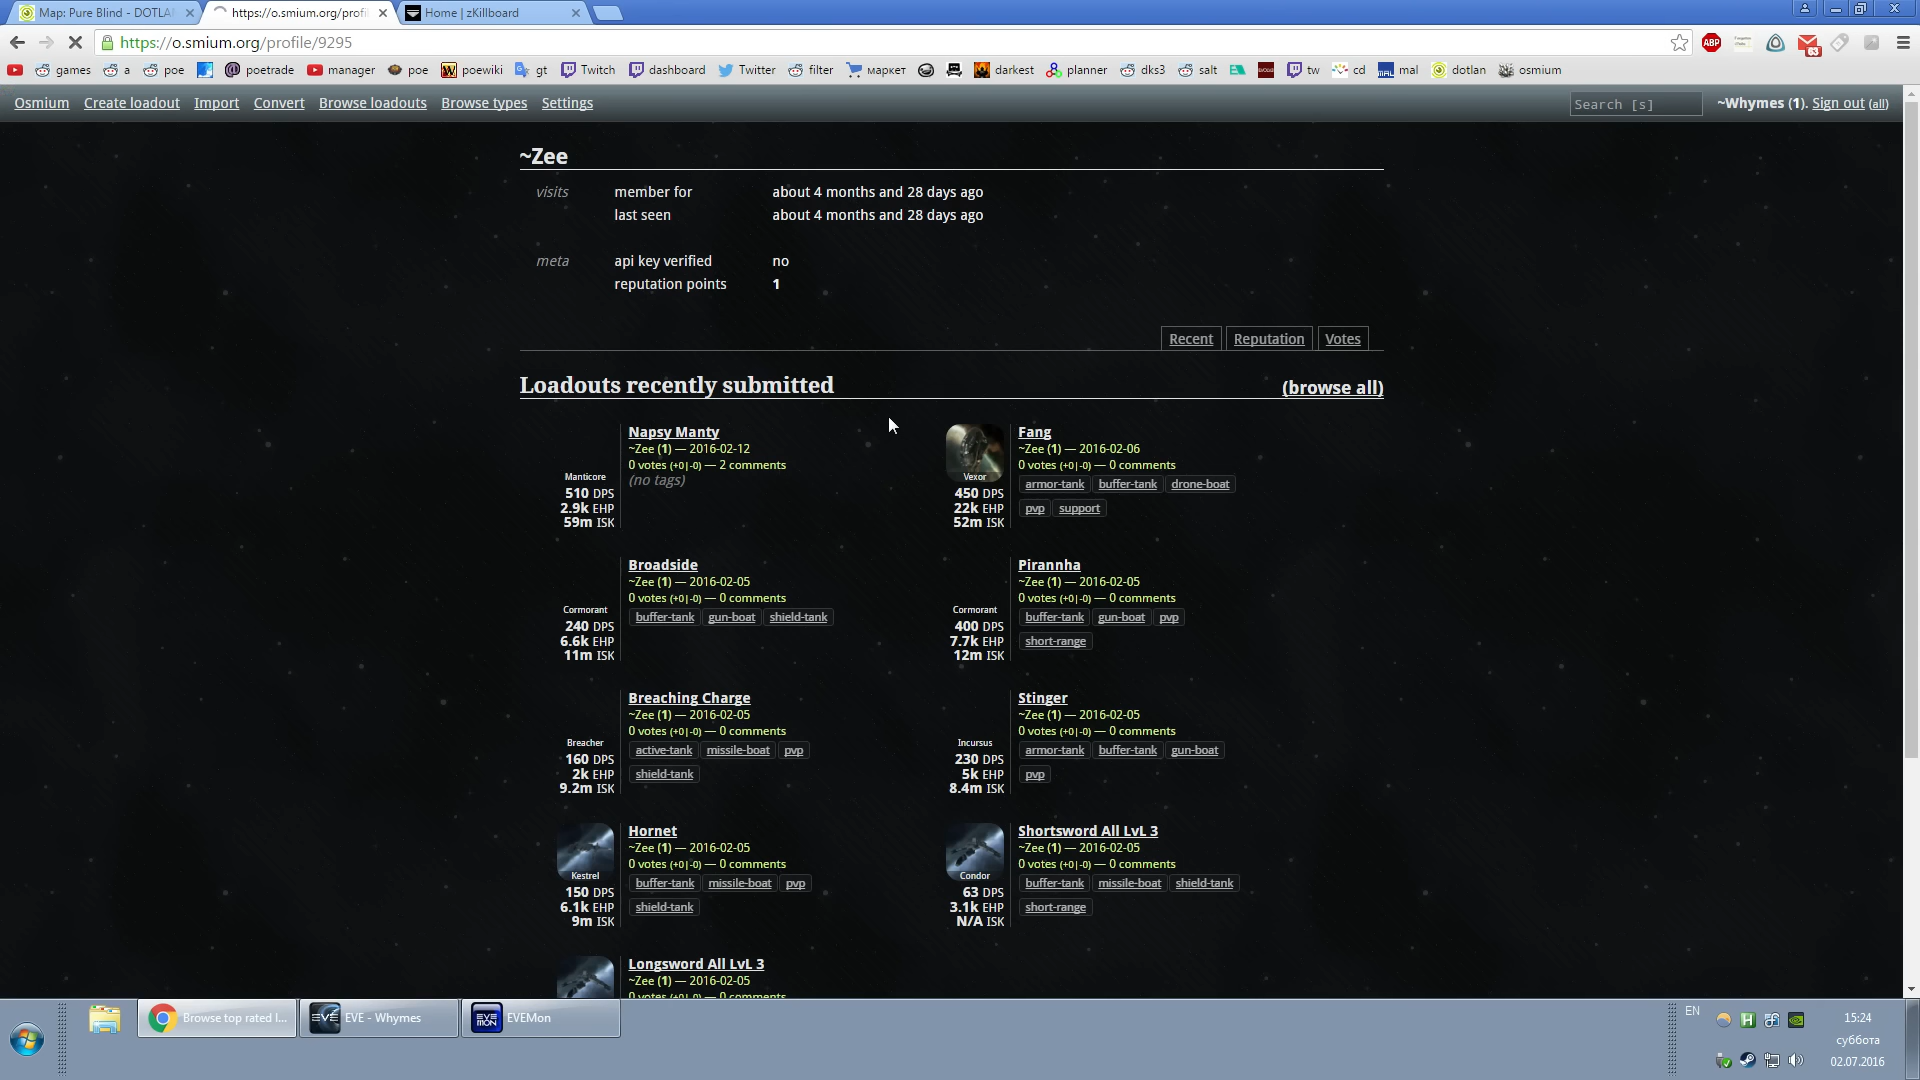 Map: Pure Blind - DOTLA
https://o.smium.org/profi
Home | zKillboard
https://o.smium.org/profile/9295
ABP
63
games
a
poe
poetrade
manager
poe
poewiki
gt
Twitch
dashboard
Twitter
filter
маркет
darkest
planner
dks3
salt
tw
cd
MAL mal
dotlan
osmium
Osmium Create loadout Import Convert Browse loadouts Browse types Settings
Search [s]
~Whymes (1). Sign out (all)
~Zee
visits member for about 4 months and 28 days ago
last seen about 4 months and 28 days ago
meta api key verified no
reputation points 1
Recent Reputation Votes
Loadouts recently submitted (browse all)
Napsy Manty
~Zee (1) — 2016-02-12
0 votes (+0|-0) — 2 comments
(no tags)
Manticore
510 DPS
2.9k EHP
59m ISK
Fang
~Zee (1) — 2016-02-06
0 votes (+0|-0) — 0 comments
armor-tank buffer-tank drone-boat
pvp support
Vexor
450 DPS
22k EHP
52m ISK
Broadside
~Zee (1) — 2016-02-05
0 votes (+0|-0) — 0 comments
buffer-tank gun-boat shield-tank
Cormorant
240 DPS
6.6k EHP
11m ISK
Pirannha
~Zee (1) — 2016-02-05
0 votes (+0|-0) — 0 comments
buffer-tank gun-boat pvp
short-range
Cormorant
400 DPS
7.7k EHP
12m ISK
Breaching Charge
~Zee (1) — 2016-02-05
0 votes (+0|-0) — 0 comments
active-tank missile-boat pvp
shield-tank
Breacher
160 DPS
2k EHP
9.2m ISK
Stinger
~Zee (1) — 2016-02-05
0 votes (+0|-0) — 0 comments
armor-tank buffer-tank gun-boat
pvp
Incursus
230 DPS
5k EHP
8.4m ISK
Hornet
~Zee (1) — 2016-02-05
0 votes (+0|-0) — 0 comments
buffer-tank missile-boat pvp
shield-tank
Kestrel
150 DPS
6.1k EHP
9m ISK
Shortsword All LvL 3
~Zee (1) — 2016-02-05
0 votes (+0|-0) — 0 comments
buffer-tank missile-boat shield-tank
short-range
Condor
63 DPS
3.1k EHP
N/A ISK
Longsword All LvL 3
~Zee (1) — 2016-02-05
0 votes (+0|-0) — 0 comments
Browse top rated l...
EVE - Whymes
EVE MON EVEMon
EN
15:24
суббота
02.07.2016